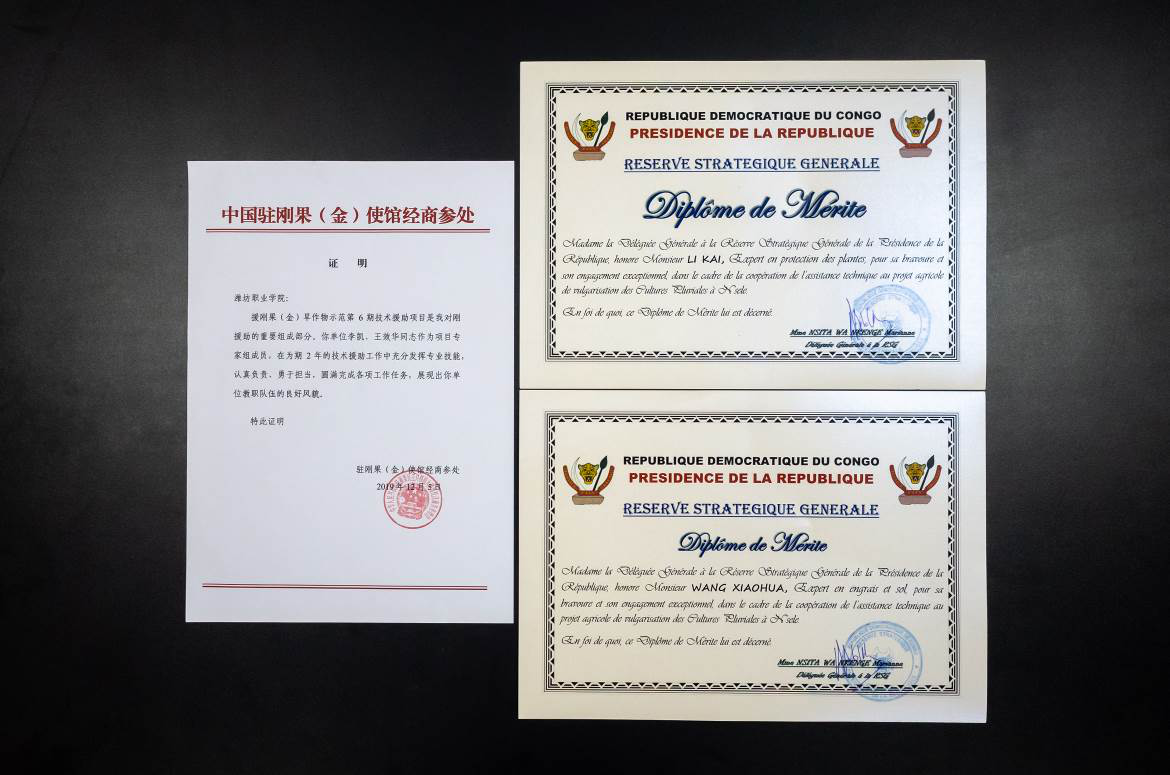 中国驻刚果（金）使馆经商参处
证 明
潍坊职业学院：
援刚果（金）旱作物示范第 6 期技术援助项目是我对刚
援助的重要组成部分。你单位李凯、王效华同志作为项目专
家组成员，在为期 2 年的技术援助工作中充分发挥专业技能，
认真负责、勇于担当，圆满完成各项工作任务，展现出你单
位教职队伍的良好风貌。
特此证明
驻刚果（金）使馆经商参处
2019 年 12 月 5 日
REPUBLIQUE DEMOCRATIQUE DU CONGO
PRESIDENCE DE LA REPUBLIQUE
RESERVE STRATEGIQUE GENERALE
Diplôme de Mérite
Madame la Déléguée Générale à la Réserve Stratégique Générale de la Présidence de la
République, honore Monsieur LI KAI, Expert en protection des plantes, pour sa bravoure et
son engagement exceptionnel, dans le cadre de la coopération de l'assistance technique au projet agricole
de vulgarisation des Cultures Pluviales à N'sele.
En foi de quoi, ce Diplôme de Mérite lui est décerné.
Mme NSITA WA NKENGE Marianne
Déléguée Générale à la RSG
REPUBLIQUE DEMOCRATIQUE DU CONGO
PRESIDENCE DE LA REPUBLIQUE
RESERVE STRATEGIQUE GENERALE
Diplôme de Mérite
Madame la Déléguée Générale à la Réserve Stratégique Générale de la Présidence de la
République, honore Monsieur WANG XIAOHUA, Expert en engrais et sol, pour sa
bravoure et son engagement exceptionnel, dans le cadre de la coopération de l'assistance technique au
projet agricole de vulgarisation des Cultures Pluviales à N'sele.
En foi de quoi, ce Diplôme de Mérite lui est décerné.
Mme NSITA WA NKENGE Marianne
Déléguée Générale à la RSG